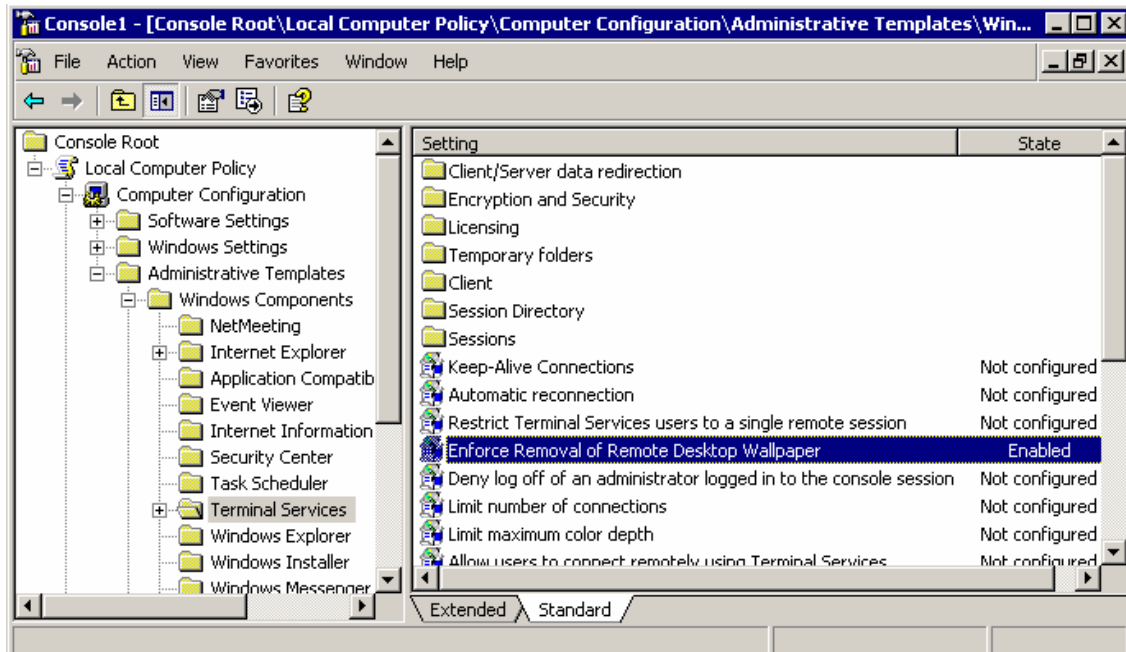 Console1 - [Console Root\Local Computer Policy\Computer Configuration\Administrative Templates\Win...
File Action View Favorites Window Help
Console Root
Local Computer Policy
Computer Configuration
Software Settings
Windows Settings
Administrative Templates
Windows Components
NetMeeting
Internet Explorer
Application Compatib
Event Viewer
Internet Information
Security Center
Task Scheduler
Terminal Services
Windows Explorer
Windows Installer
Windows Messenger
Setting State
Client/Server data redirection
Encryption and Security
Licensing
Temporary folders
Client
Session Directory
Sessions
Keep-Alive Connections Not configured
Automatic reconnection Not configured
Restrict Terminal Services users to a single remote session Not configured
Enforce Removal of Remote Desktop Wallpaper Enabled
Deny log off of an administrator logged in to the console session Not configured
Limit number of connections Not configured
Limit maximum color depth Not configured
Allow users to connect remotely using Terminal Services Not configured
Extended Standard